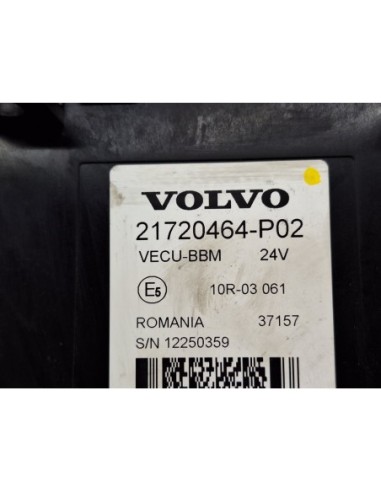 VOLVO
21720464-P02
VECU-BBM 24V
E5 10R-03 061
ROMANIA 37157
S/N 12250359